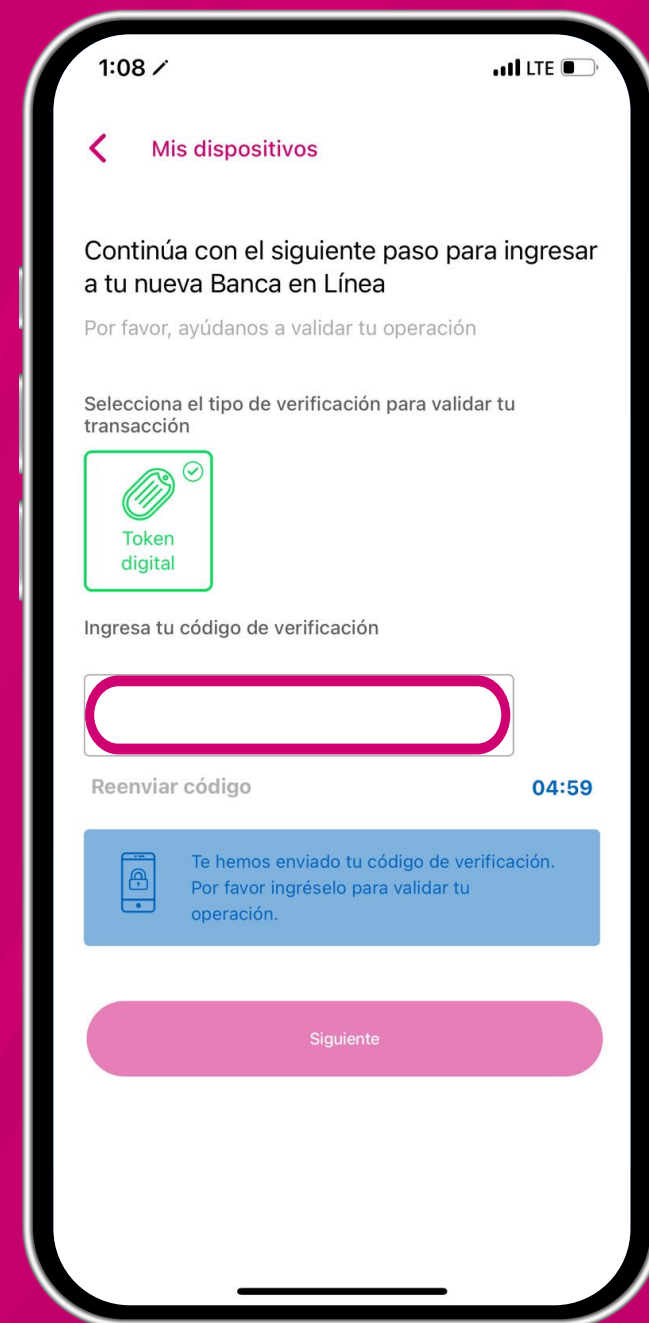 1:08
LTE
Mis dispositivos
Continúa con el siguiente paso para ingresar
a tu nueva Banca en Línea
Por favor, ayúdanos a validar tu operación
Selecciona el tipo de verificación para validar tu
transacción
Token
digital
Ingresa tu código de verificación
Reenviar código
04:59
Te hemos enviado tu código de verificación.
Por favor ingréselo para validar tu
operación.
Siguiente